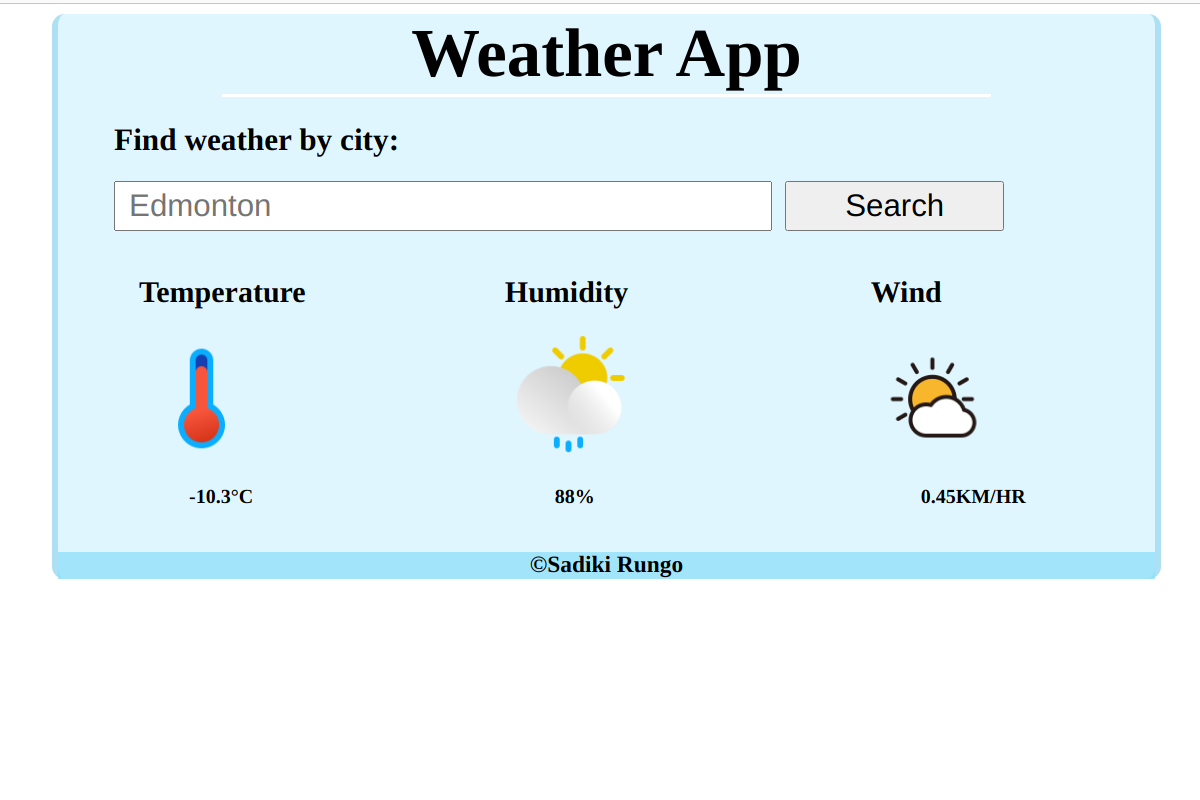 Weather App
Find weather by city:
Edmonton
Search
Temperature
Humidity
Wind
-10.3°C
88%
0.45KM/HR
©Sadiki Rungo